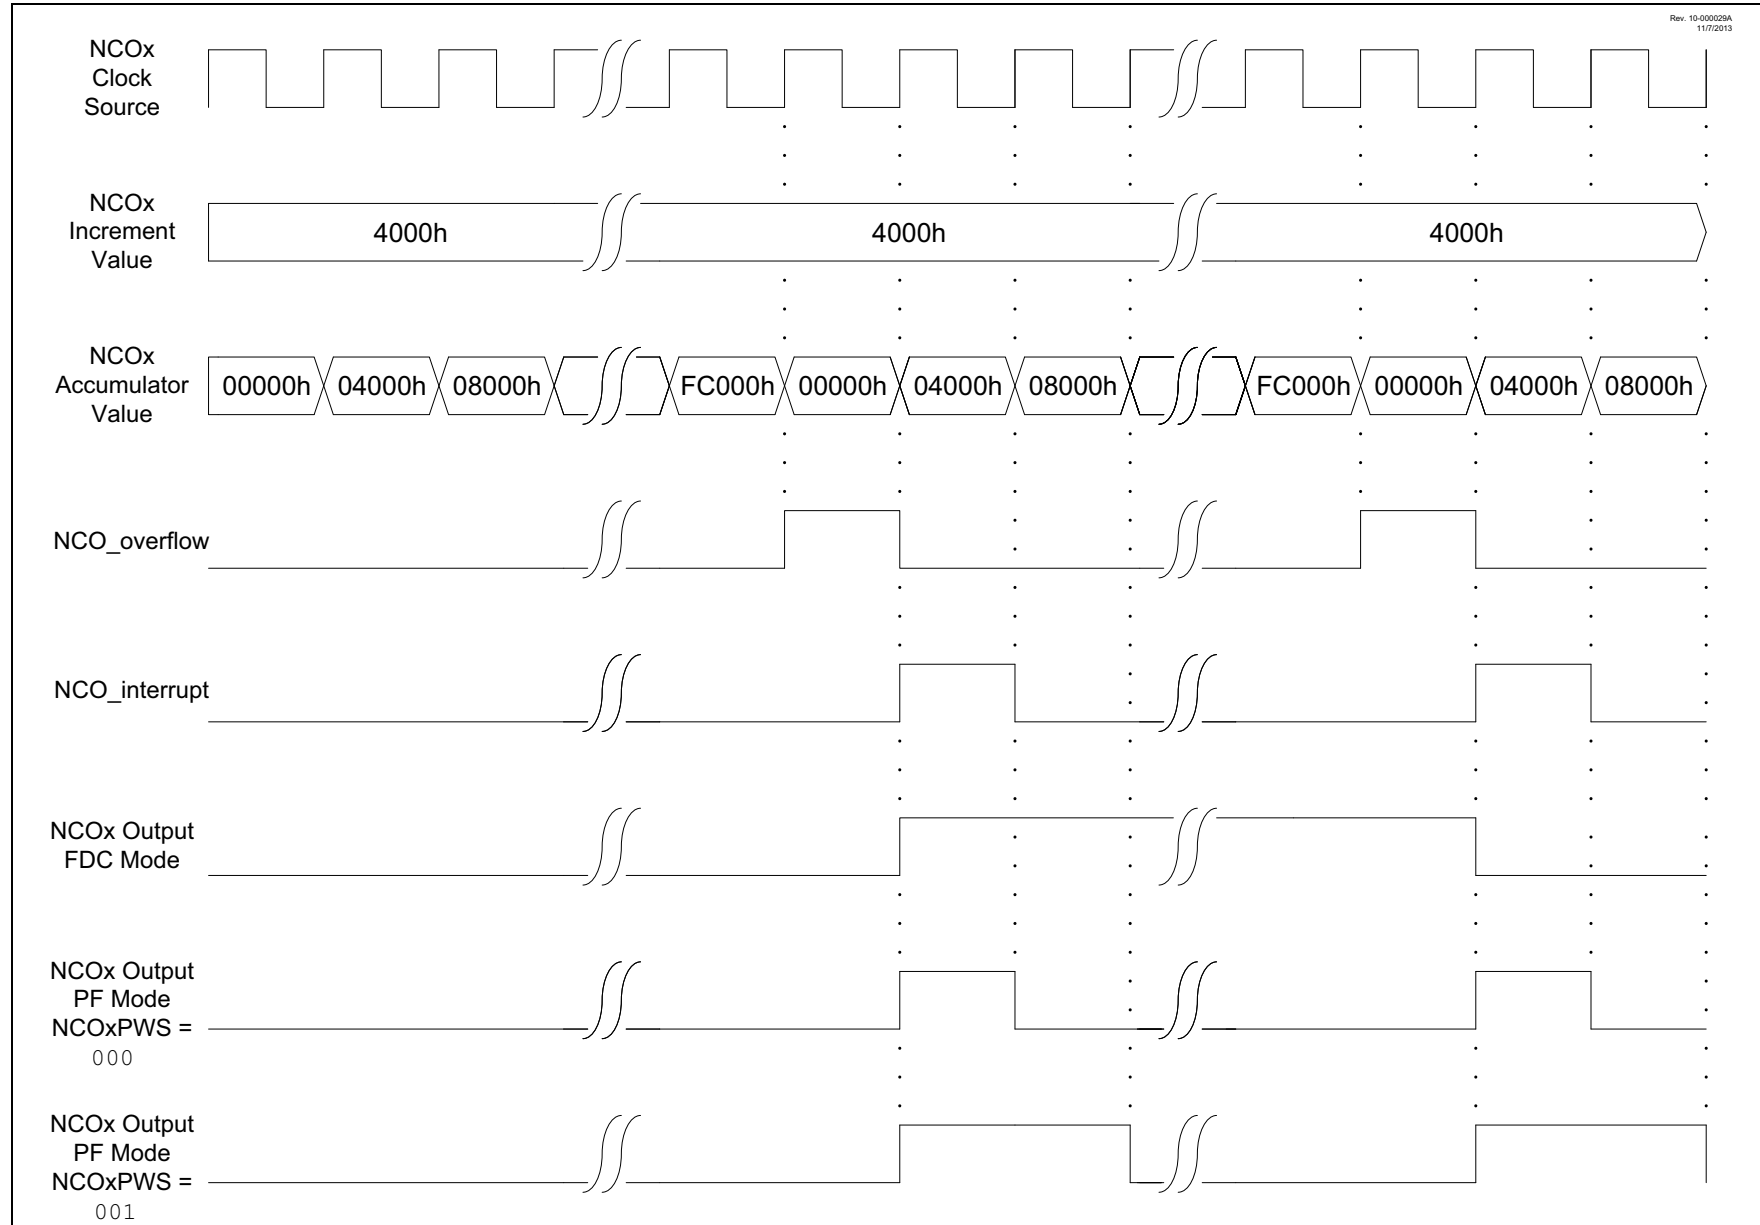 Rev. 10-000029A
11/7/2013
NCOx
Clock
Source
NCOx
Increment
Value
4000h
4000h
4000h
NCOx
Accumulator
Value
00000h
04000h
08000h
FC000h
00000h
04000h
08000h
FC000h
00000h
04000h
08000h
NCO_overflow
NCO_interrupt
NCOx Output
FDC Mode
NCOx Output
PF Mode
NCOxPWS =
000
NCOx Output
PF Mode
NCOxPWS =
001